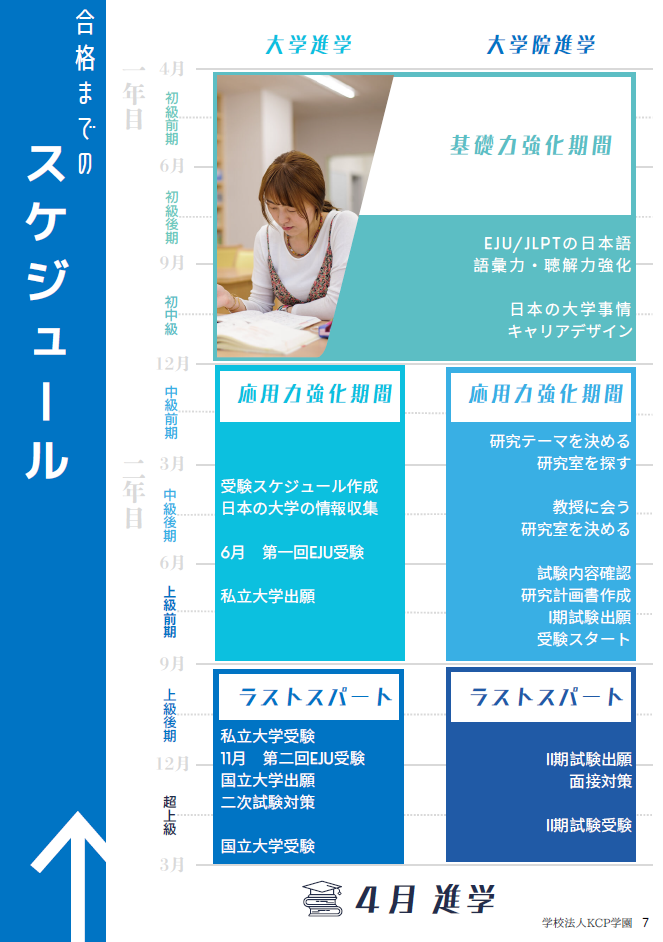 合格までの
スケジュール
大学進学
大学院進学
一年目
4月
初級前期
6月
初級後期
9月
初中級
12月
基礎力強化期間
EJU/JLPTの日本語
語彙力・聴解力強化
日本の大学事情
キャリアデザイン
二年目
中級前期
3月
中級後期
6月
上級前期
9月
応用力強化期間
受験スケジュール作成
日本の大学の情報収集
6月 第一回EJU受験
私立大学出願
応用力強化期間
研究テーマを決める
研究室を探す
教授に会う
研究室を決める
試験内容確認
研究計画書作成
I期試験出願
受験スタート
上級後期
12月
超上級
3月
ラストスパート
私立大学受験
11月 第二回EJU受験
国立大学出願
二次試験対策
国立大学受験
ラストスパート
II期試験出願
面接対策
II期試験受験
4月 進学
学校法人KCP学園 7